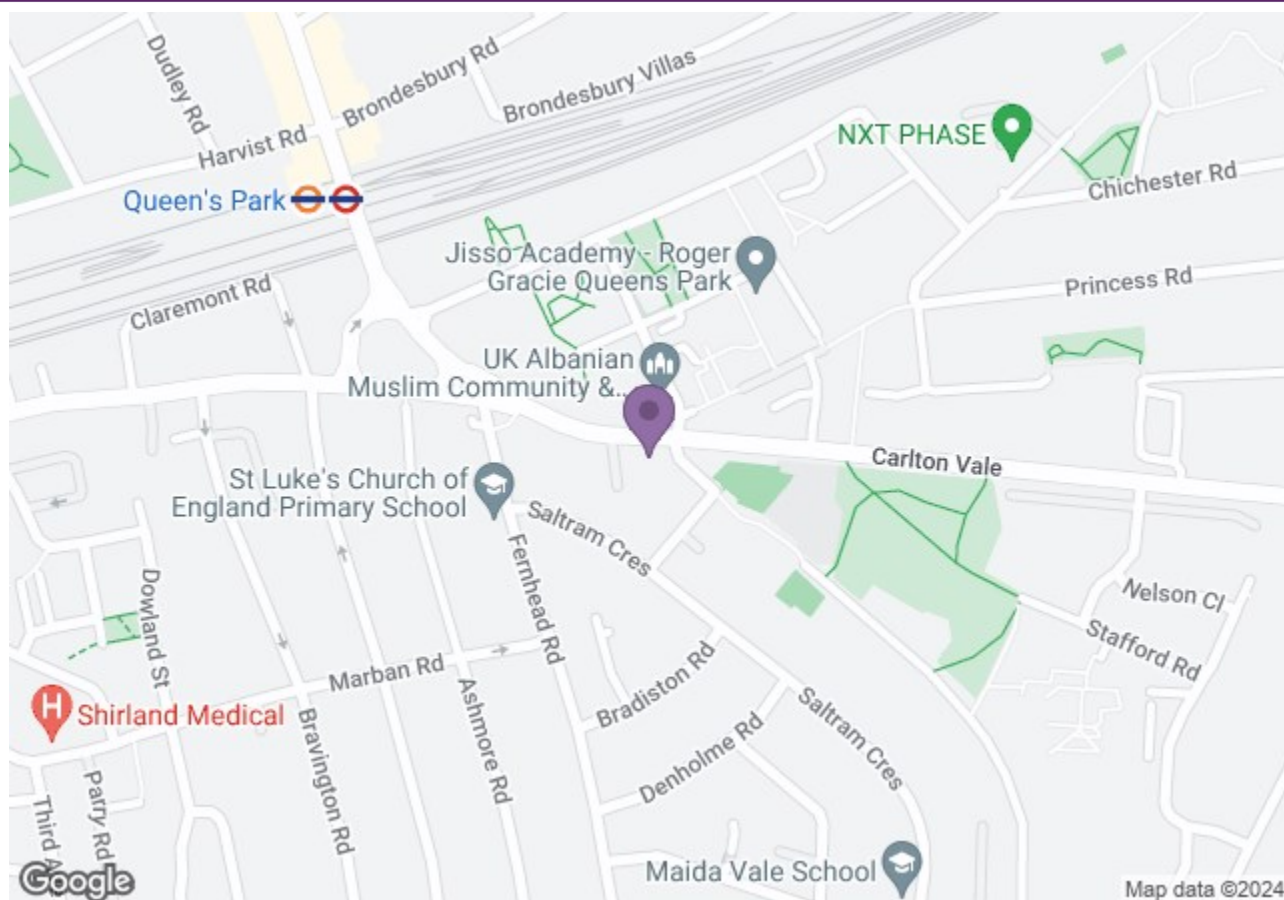 Dudley Rd
Brondesbury Rd
Brondesbury Villas
Harvist Rd
NXT PHASE
Chichester Rd
Queen's Park
Jisso Academy - Roger
Gracie Queens Park
Princess Rd
Claremont Rd
UK Albanian
Muslim Community &..
Carlton Vale
St Luke's Church of
England Primary School
Saltram Cres
Fernhead Rd
Nelson Cl
Stafford Rd
Dowland St
Marban Rd
Bradiston Rd
Ashmore Rd
Saltram Cres
Shirland Medical
Bravington Rd
Denholme Rd
Parry Rd
Third A
Maida Vale School
Google
Map data ©2024